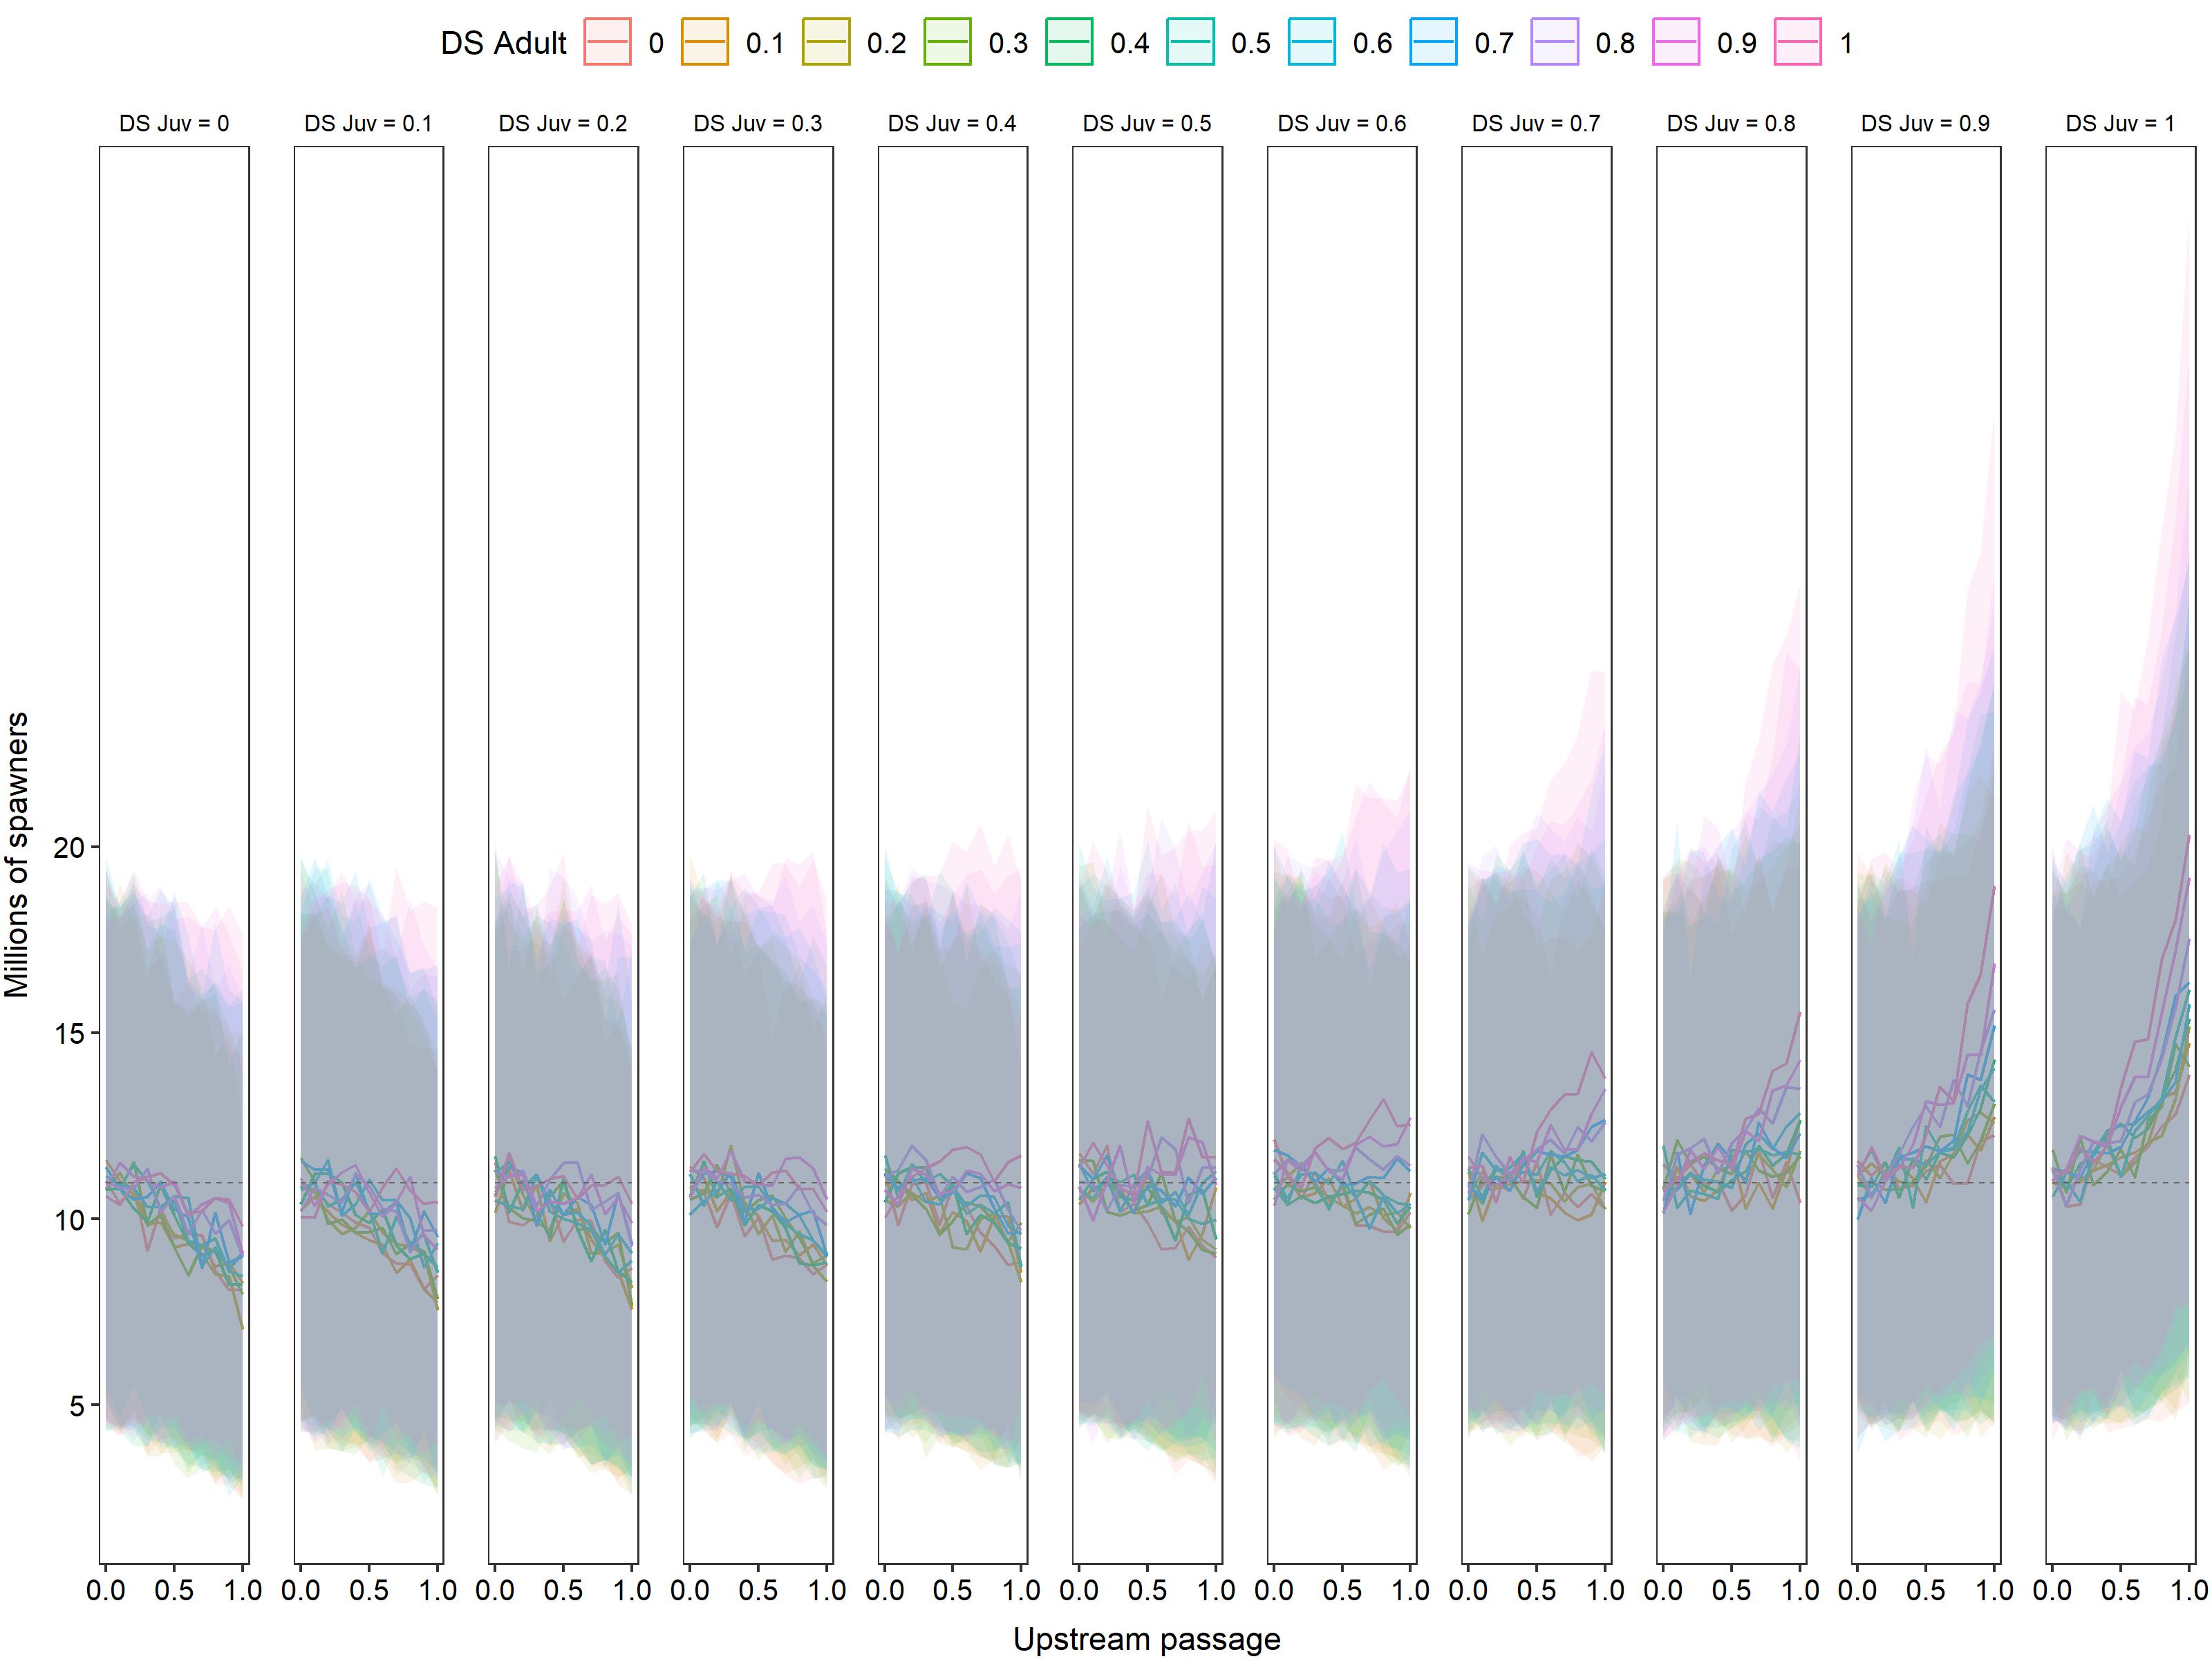 DS Adult 0 0.1 0.2 0.3 0.4 0.5 0.6 0.7 0.8 0.9 1
DS Juv = 0 DS Juv = 0.1 DS Juv = 0.2 DS Juv = 0.3 DS Juv = 0.4 DS Juv = 0.5 DS Juv = 0.6 DS Juv = 0.7 DS Juv = 0.8 DS Juv = 0.9 DS Juv = 1
Millions of spawners
20
15
10
5
0.0 0.5 1.0 0.0 0.5 1.0 0.0 0.5 1.0 0.0 0.5 1.0 0.0 0.5 1.0 0.0 0.5 1.0 0.0 0.5 1.0 0.0 0.5 1.0 0.0 0.5 1.0 0.0 0.5 1.0 0.0 0.5 1.0
Upstream passage